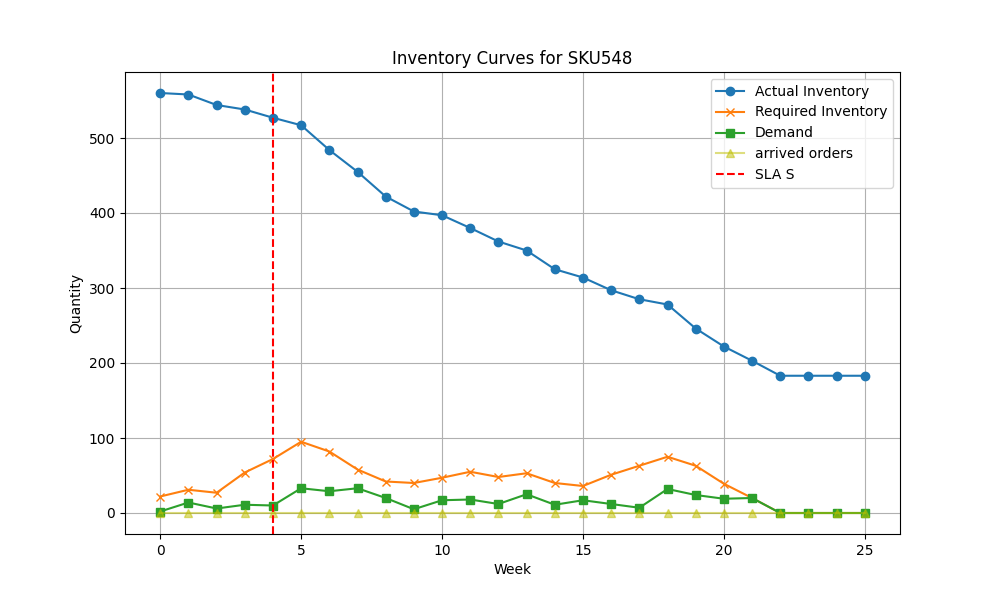 Inventory Curves for SKU548
Actual Inventory
Required Inventory
Demand
arrived orders
SLA S
Quantity
500
400
300
200
100
0
0 5 10 15 20 25
Week